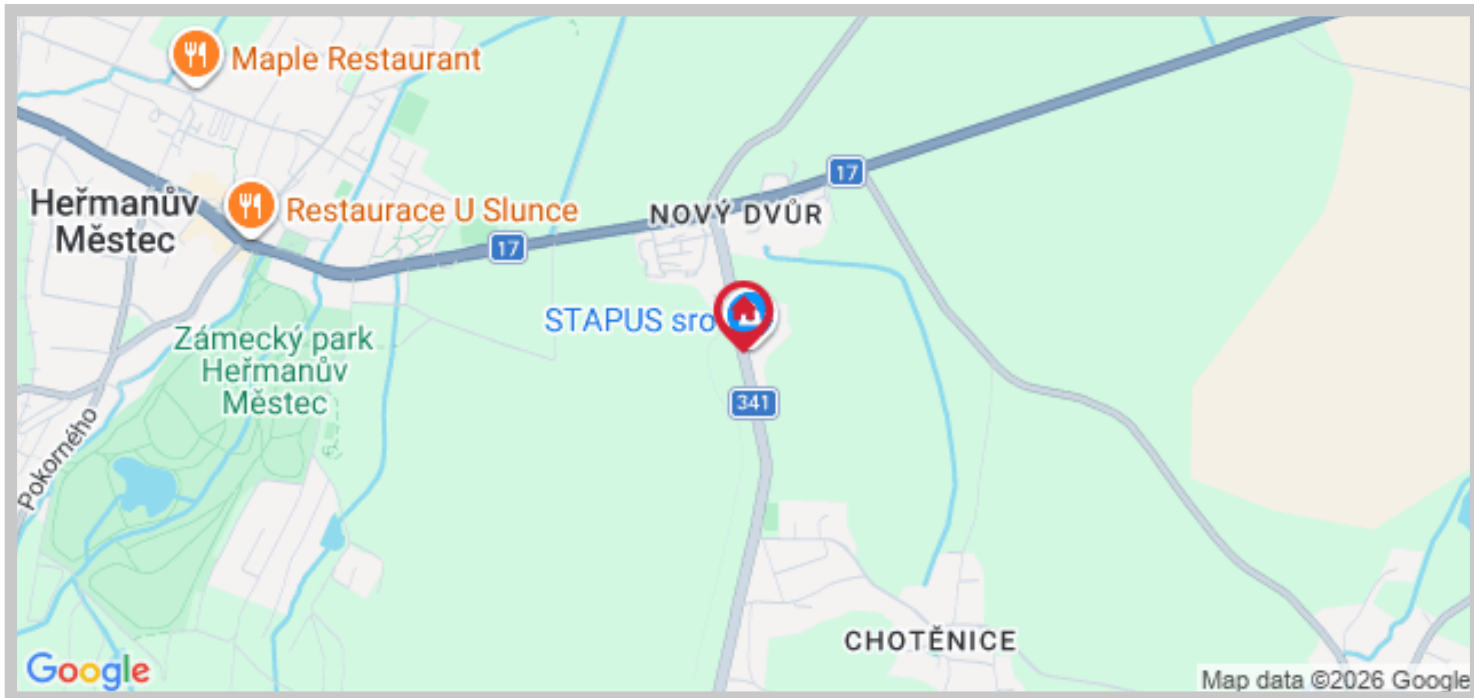 Maple Restaurant
17
Heřmanův
Městec
Restaurace U Slunce
NOVÝ DVŮR
17
STAPUS sro
Zámecký park
Heřmanův
Městec
341
Pokorného
CHOTĚNICE
Google
Map data ©2026 Google